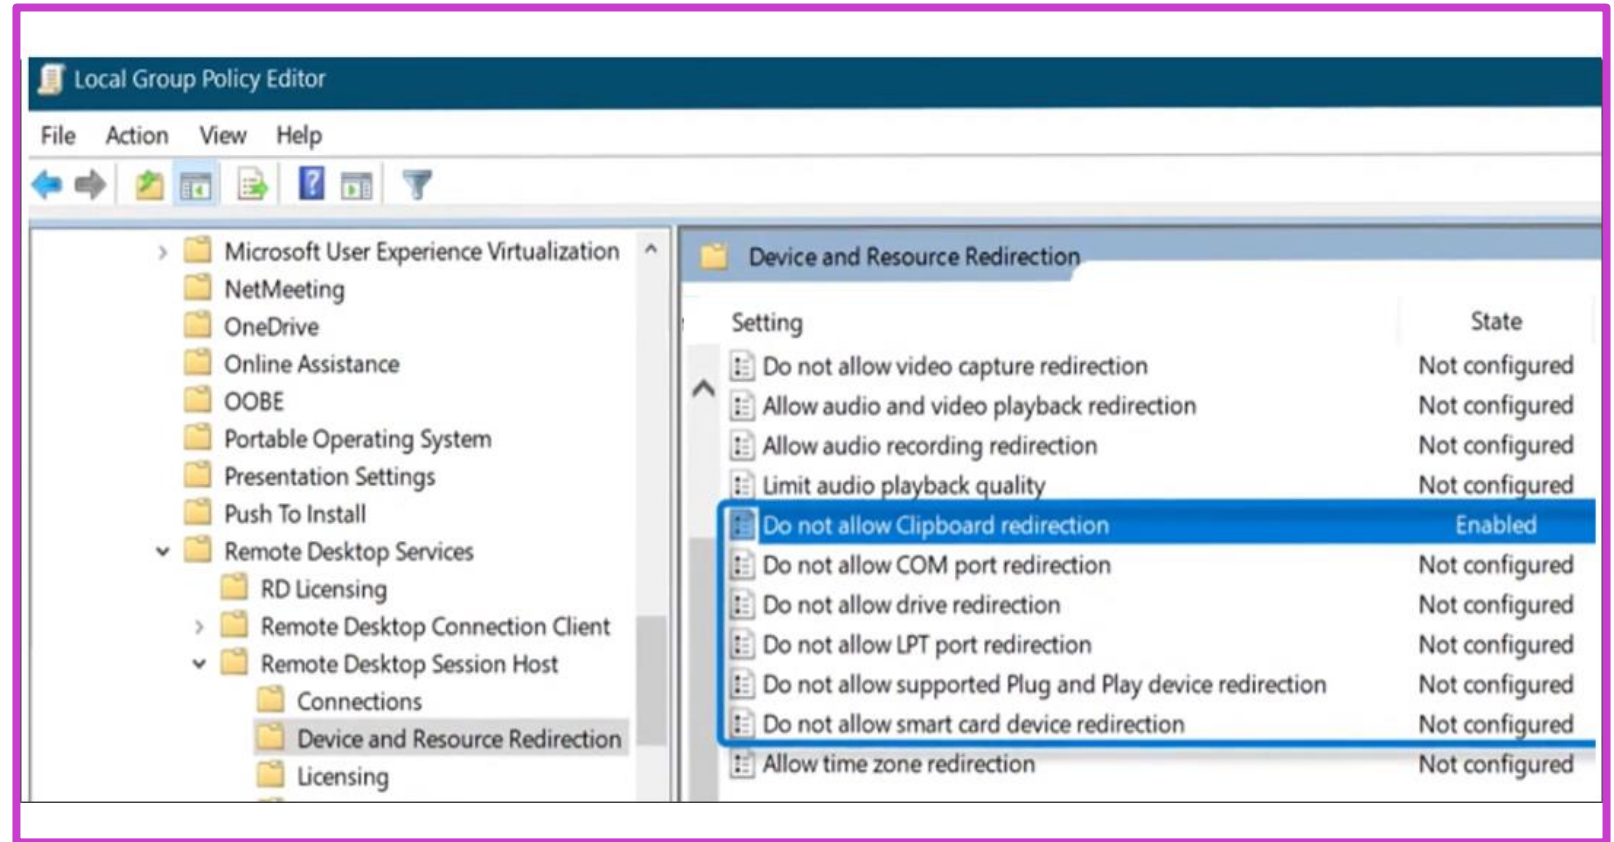 Local Group Policy Editor
File Action View Help
Microsoft User Experience Virtualization
NetMeeting
OneDrive
Online Assistance
OOBE
Portable Operating System
Presentation Settings
Push To Install
Remote Desktop Services
RD Licensing
Remote Desktop Connection Client
Remote Desktop Session Host
Connections
Device and Resource Redirection
Licensing
Device and Resource Redirection
Setting State
Do not allow video capture redirection Not configured
Allow audio and video playback redirection Not configured
Allow audio recording redirection Not configured
Limit audio playback quality Not configured
Do not allow Clipboard redirection Enabled
Do not allow COM port redirection Not configured
Do not allow drive redirection Not configured
Do not allow LPT port redirection Not configured
Do not allow supported Plug and Play device redirection Not configured
Do not allow smart card device redirection Not configured
Allow time zone redirection Not configured